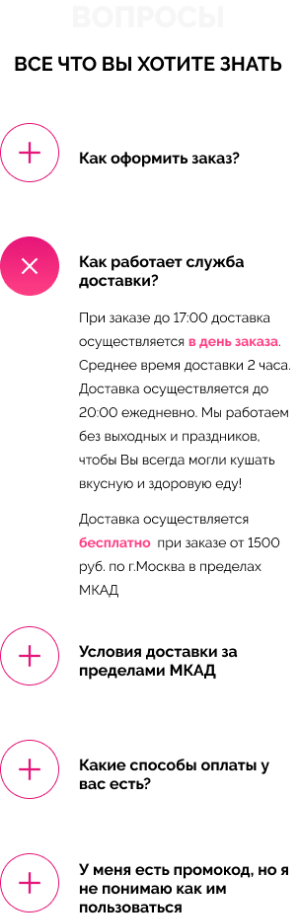 ВОПРОСЫ
ВСЕ ЧТО ВЫ ХОТИТЕ ЗНАТЬ
Как оформить заказ?
Как работает служба
доставки?
При заказе до 17:00 доставка
осуществляется в день заказа.
Среднее время доставки 2 часа.
Доставка осуществляется до
20:00 ежедневно. Мы работаем
без выходных и праздников,
чтобы Вы всегда могли кушать
вкусную и здоровую еду!
Доставка осуществляется
бесплатно при заказе от 1500
руб. по г.Москва в пределах
МКАД
Условия доставки за
пределами МКАД
Какие способы оплаты у
вас есть?
У меня есть промокод, но я
не понимаю как им
пользоваться